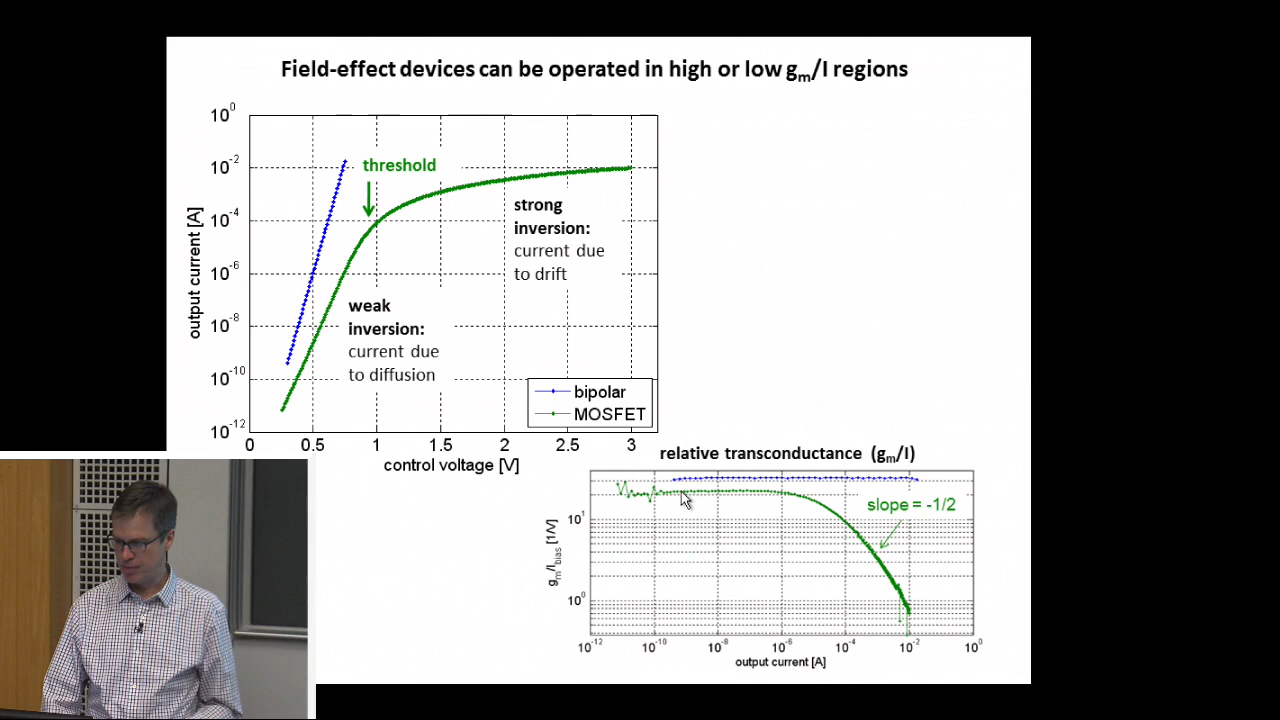 Field-effect devices can be operated in high or low gm/I regions
10^0
10^-2
10^-4
10^-6
10^-8
10^-10
10^-12
output current [A]
threshold
strong
inversion:
current due
to drift
weak
inversion:
current due
to diffusion
bipolar
MOSFET
0 0.5 1 1.5 2 2.5 3
control voltage [V]
relative transconductance (gm/I)
slope = -1/2
10^1
10^0
gm/Ibias [1/V]
10^-12 10^-10 10^-8 10^-6 10^-4 10^-2 10^0
output current [A]